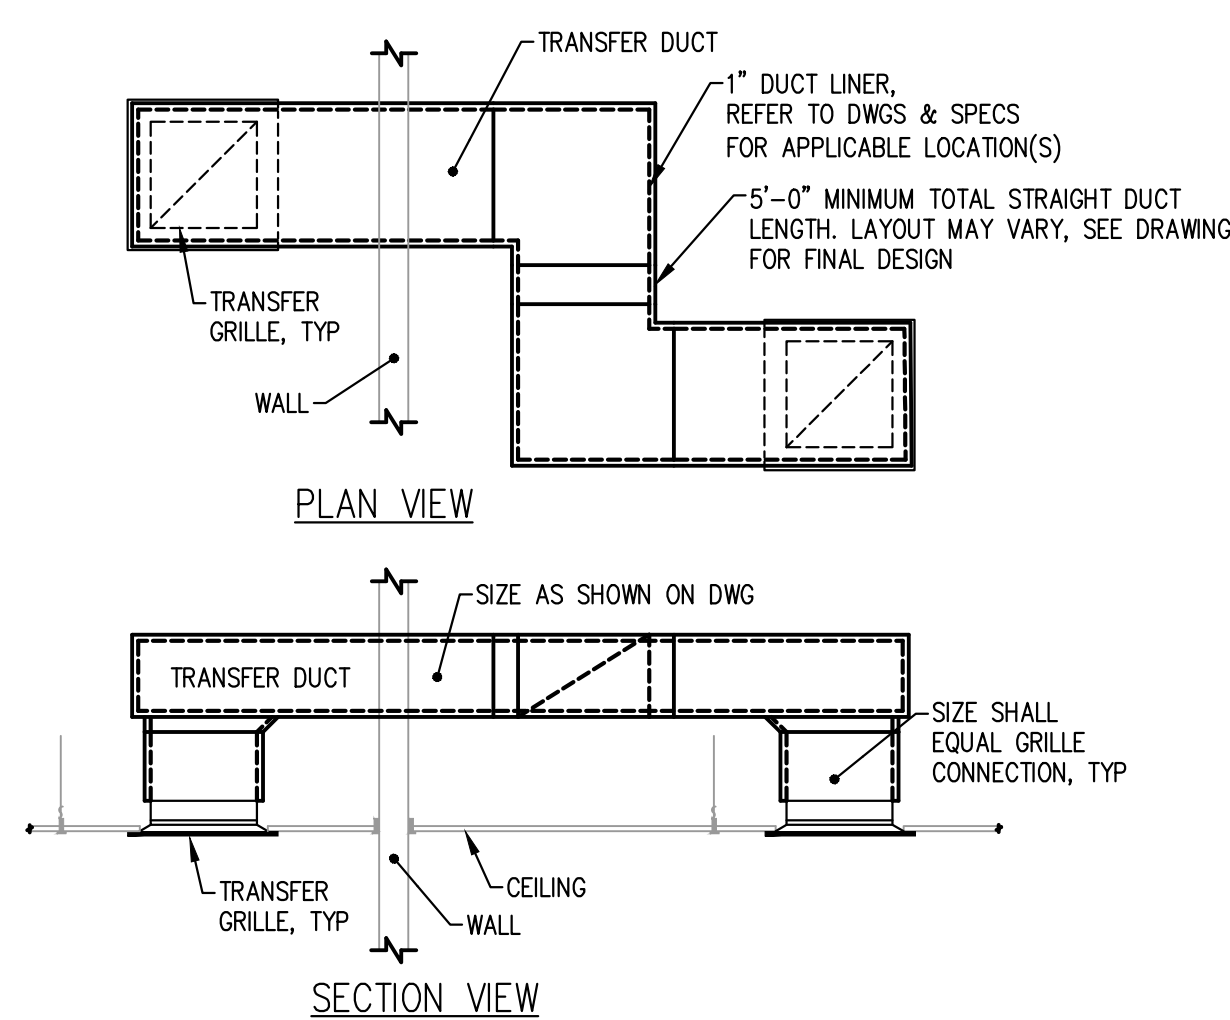 TRANSFER DUCT
1” DUCT LINER,
REFER TO DWGS & SPECS
FOR APPLICABLE LOCATION(S)
5’-0” MINIMUM TOTAL STRAIGHT DUCT
LENGTH. LAYOUT MAY VARY, SEE DRAWING
FOR FINAL DESIGN
TRANSFER
GRILLE, TYP
WALL
PLAN VIEW
SIZE AS SHOWN ON DWG
TRANSFER DUCT
SIZE SHALL
EQUAL GRILLE
CONNECTION, TYP
TRANSFER
GRILLE, TYP
CEILING
WALL
SECTION VIEW